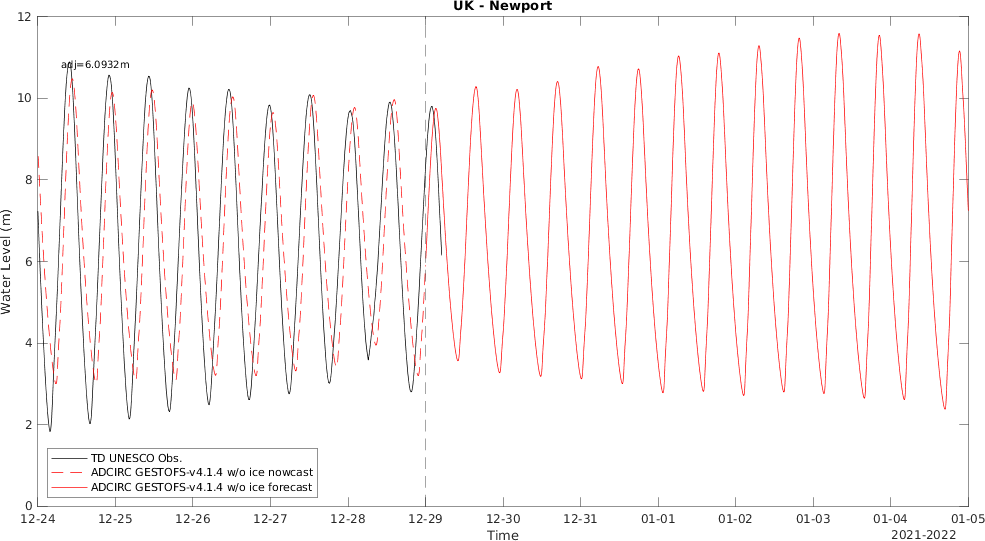 UK - Newport
12
10
8
6
4
2
0
Water Level (m)
adj=6.0932m
TD UNESCO Obs.
ADCIRC GESTOFS-v4.1.4 w/o ice nowcast
ADCIRC GESTOFS-v4.1.4 w/o ice forecast
12-24 12-25 12-26 12-27 12-28 12-29 12-30 12-31 01-01 01-02 01-03 01-04 01-05
Time
2021-2022